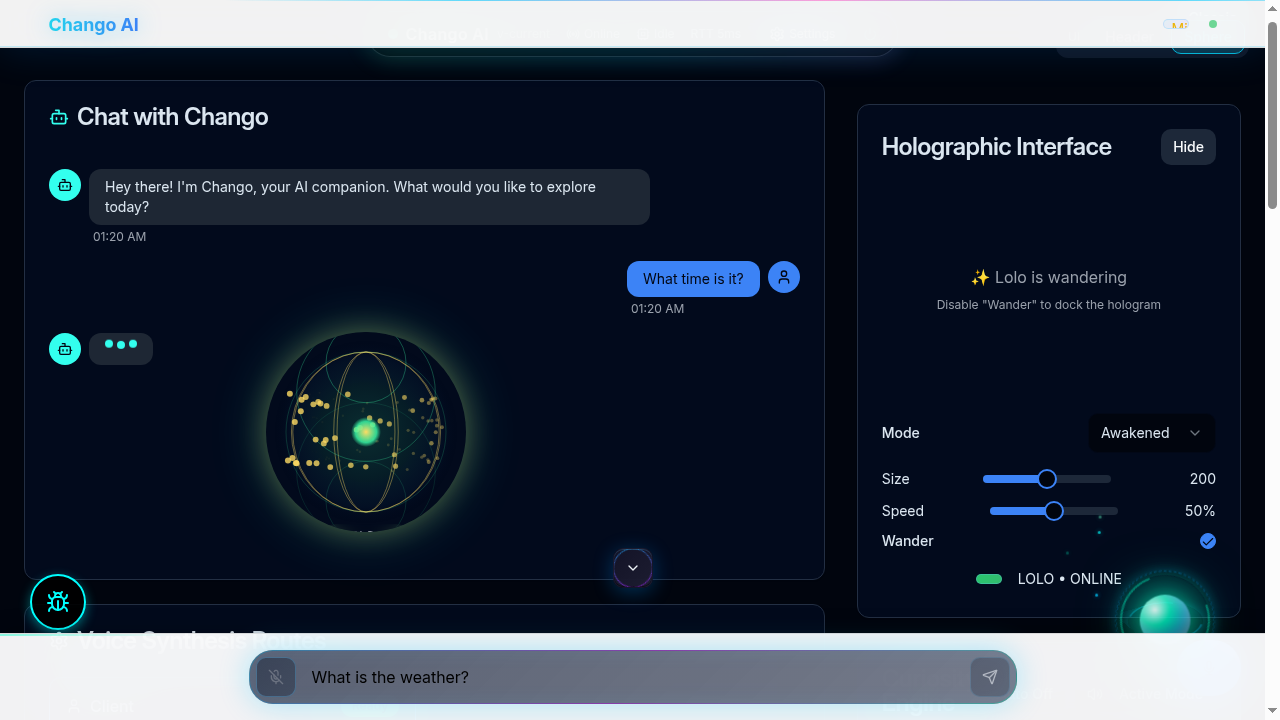 Chango AI
Chat with Chango
Hey there! I'm Chango, your AI companion. What would you like to explore
today?
01:20 AM
What time is it?
01:20 AM
Holographic Interface
Hide
✨ Lolo is wandering
Disable "Wander" to dock the hologram
Mode
Awakened
Size
200
Speed
50%
Wander
LOLO • ONLINE
Voice Synthesis Routes
What is the weather?
Client
Engine